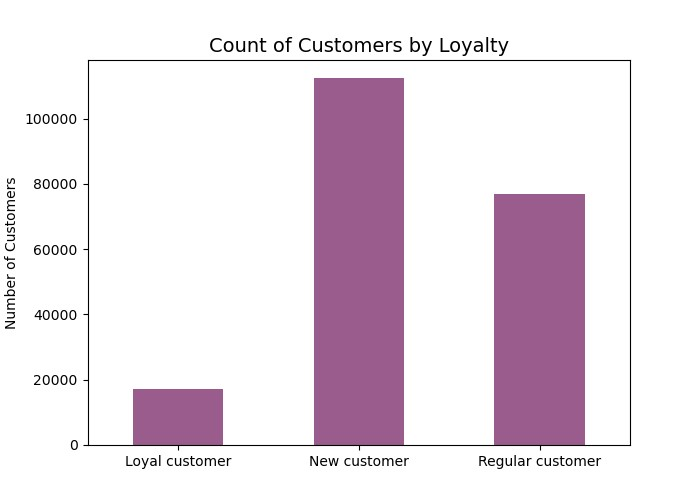 Count of Customers by Loyalty
Number of Customers
100000
80000
60000
40000
20000
0
Loyal customer
New customer
Regular customer